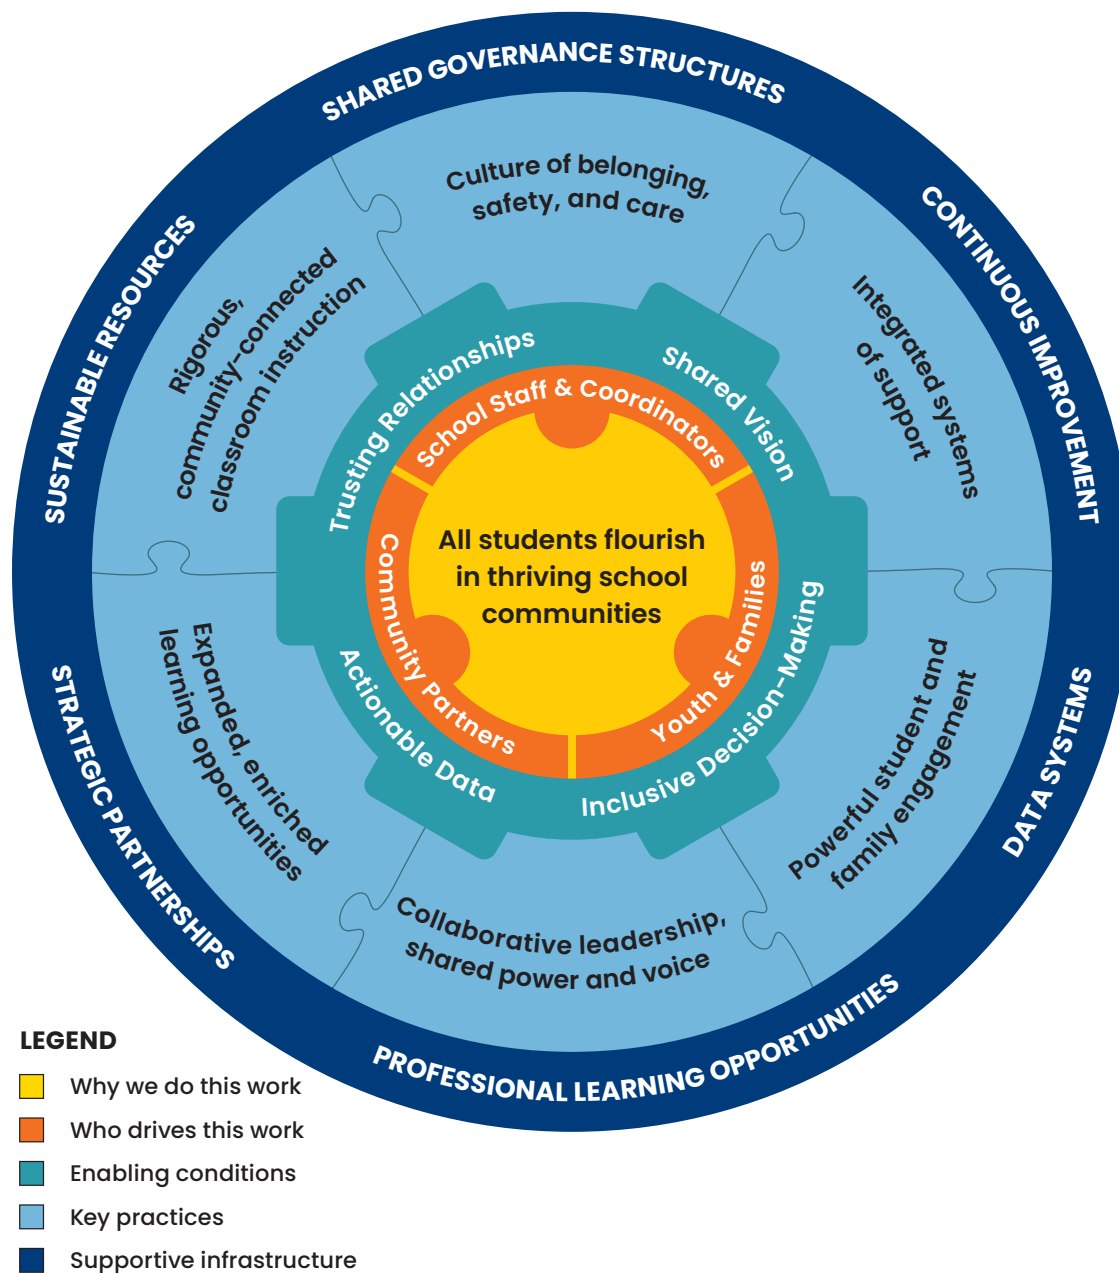 SHARED GOVERNANCE STRUCTURES
CONTINUOUS IMPROVEMENT
DATA SYSTEMS
PROFESSIONAL LEARNING OPPORTUNITIES
STRATEGIC PARTNERSHIPS
SUSTAINABLE RESOURCES
Culture of belonging,
safety, and care
Integrated systems
of support
Powerful student and
family engagement
Collaborative leadership,
shared power and voice
Expanded, enriched
learning opportunities
Rigorous,
community-connected
classroom instruction
Trusting Relationships
Shared Vision
Inclusive Decision-Making
Actionable Data
School Staff & Coordinators
Youth & Families
Community Partners
All students flourish
in thriving school
communities
LEGEND
Why we do this work
Who drives this work
Enabling conditions
Key practices
Supportive infrastructure